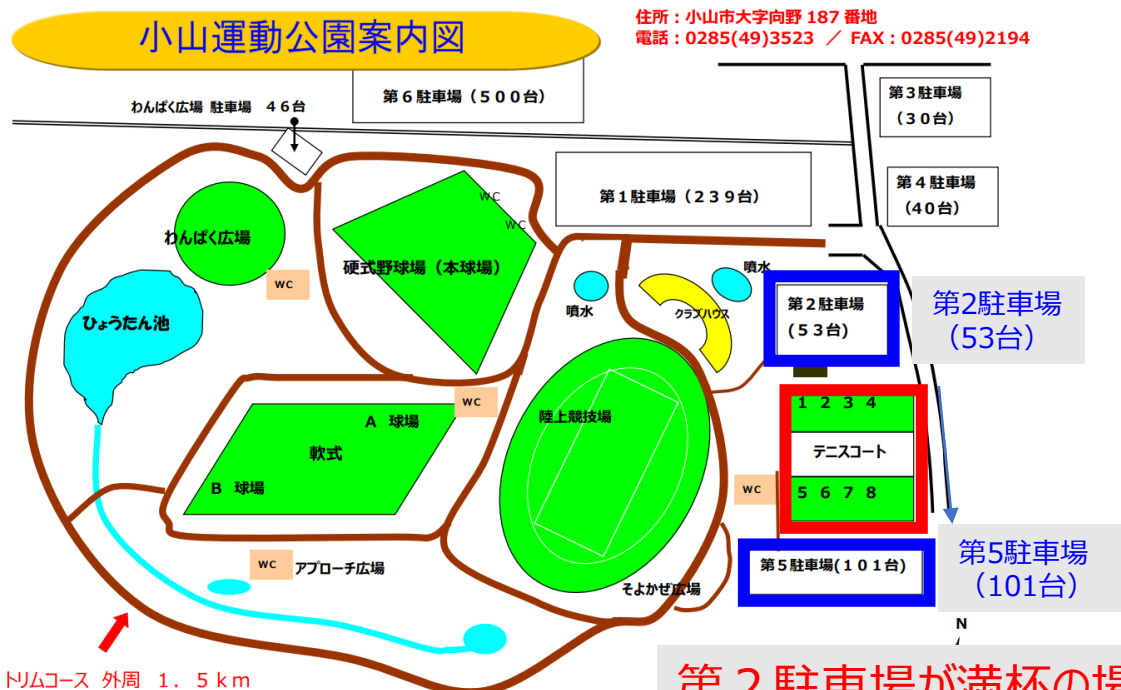 小山運動公園案内図
住所：小山市大字向野 187 番地
電話：0285(49)3523 ／ FAX：0285(49)2194
わんぱく広場 駐車場 ４６台
第６駐車場（５００台）
第３駐車場
（３０台）
第１駐車場（２３９台）
第４駐車場
（４０台）
WC
WC
わんぱく広場
硬式野球場（本球場）
WC
噴水
噴水
クラブハウス
第２駐車場
（５３台）
第2駐車場
（53台）
ひょうたん池
WC
A 球場
軟式
B 球場
陸上競技場
1 2 3 4
テニスコート
5 6 7 8
WC
WC
アプローチ広場
そよかぜ広場
第５駐車場(１０１台)
第5駐車場
（101台）
N
トリムコース 外周 １．５ｋｍ
第２駐車場が満杯の場